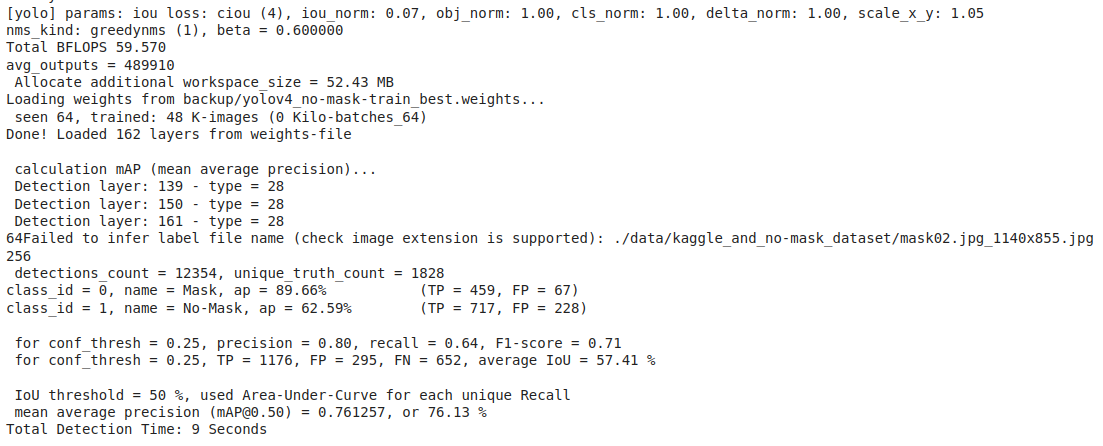 [yolo] params: iou loss: ciou (4), iou_norm: 0.07, obj_norm: 1.00, cls_norm: 1.00, delta_norm: 1.00, scale_x_y: 1.05
nms_kind: greedynms (1), beta = 0.600000
Total BFLOPS 59.570
avg_outputs = 489910
Allocate additional workspace_size = 52.43 MB
Loading weights from backup/yolov4_no-mask-train_best.weights...
seen 64, trained: 48 K-images (0 Kilo-batches_64)
Done! Loaded 162 layers from weights-file
calculation mAP (mean average precision)...
Detection layer: 139 - type = 28
Detection layer: 150 - type = 28
Detection layer: 161 - type = 28
64Failed to infer label file name (check image extension is supported): ./data/kaggle_and_no-mask_dataset/mask02.jpg_1140x855.jpg
256
detections_count = 12354, unique_truth_count = 1828
class_id = 0, name = Mask, ap = 89.66% (TP = 459, FP = 67)
class_id = 1, name = No-Mask, ap = 62.59% (TP = 717, FP = 228)
for conf_thresh = 0.25, precision = 0.80, recall = 0.64, F1-score = 0.71
for conf_thresh = 0.25, TP = 1176, FP = 295, FN = 652, average IoU = 57.41 %
IoU threshold = 50 %, used Area-Under-Curve for each unique Recall
mean average precision (mAP@0.50) = 0.761257, or 76.13 %
Total Detection Time: 9 Seconds